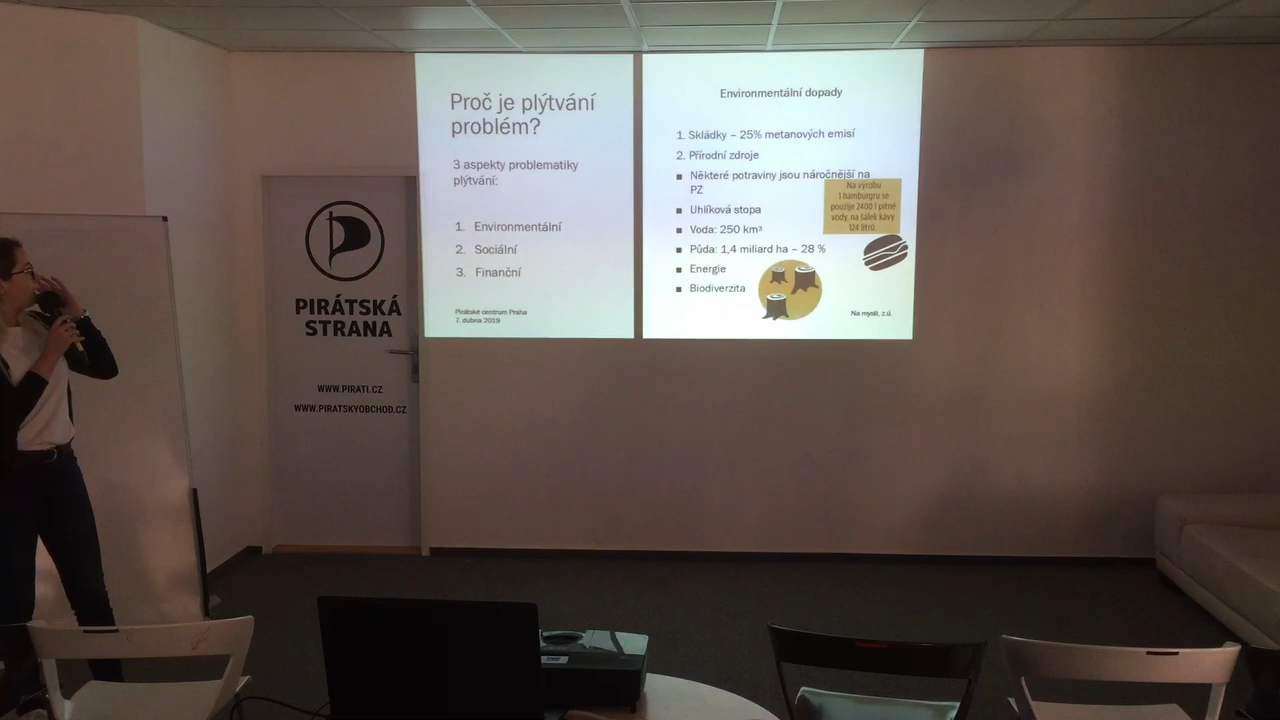 Proč je plýtvání
problém?
3 aspekty problematiky
plýtvání:
1. Environmentální
2. Sociální
3. Finanční
Pirátské centrum Praha
7. dubna 2019
Environmentální dopady
1. Skládky – 25% metanových emisí
2. Přírodní zdroje
■ Některé potraviny jsou náročnější na
PZ
■ Uhlíková stopa
■ Voda: 250 km³
■ Půda: 1,4 miliard ha – 28 %
■ Energie
■ Biodiverzita
Na výrobu
1 hamburgru se
použije 2400 l pitné
vody, na šálek kávy
124 litrů.
Na mysli, z.ú.
PIRÁTSKÁ
STRANA
WWW.PIRATI.CZ
WWW.PIRATSKYOBCHOD.CZ